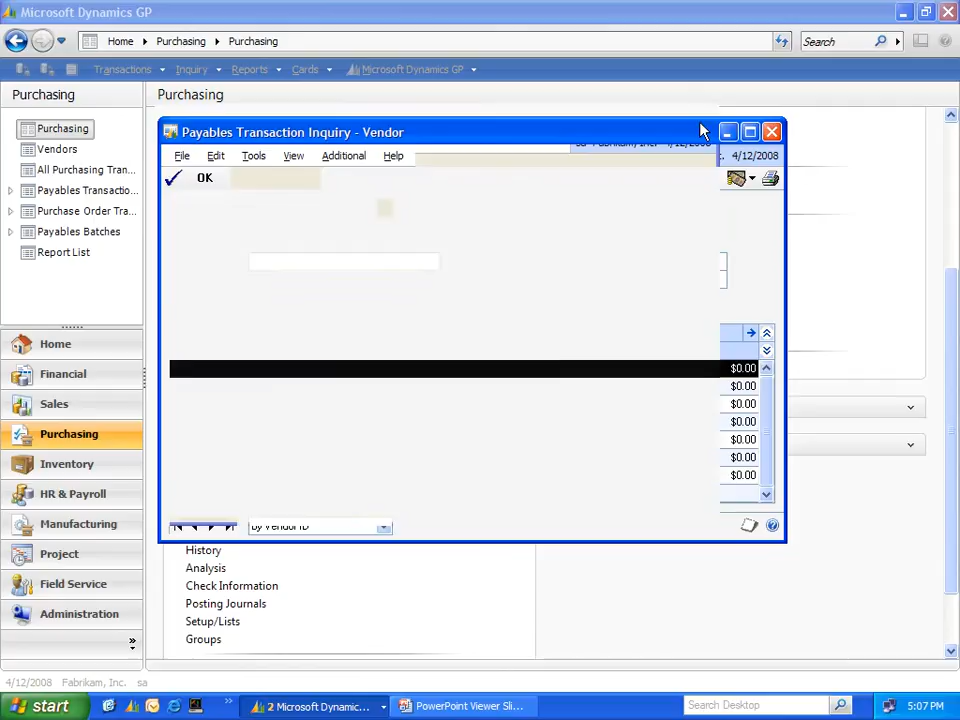 Microsoft Dynamics GP
Home Purchasing Purchasing Search
Transactions Inquiry Reports Cards Microsoft Dynamics GP
Purchasing Purchasing
Purchasing
Vendors
All Purchasing Tran...
Payables Transactio...
Purchase Order Tra...
Payables Batches
Report List
Home
Financial
Sales
Purchasing
Inventory
HR & Payroll
Manufacturing
Project
Field Service
Administration
Payables Transaction Inquiry - Vendor
File Edit Tools View Additional Help 4/12/2008
OK
$0.00
$0.00
$0.00
$0.00
$0.00
$0.00
$0.00
by Vendor ID
History
Analysis
Check Information
Posting Journals
Setup/Lists
Groups
4/12/2008 Fabrikam, Inc. sa
start 2 Microsoft Dynamic... PowerPoint Viewer Sli... Search Desktop 5:07 PM